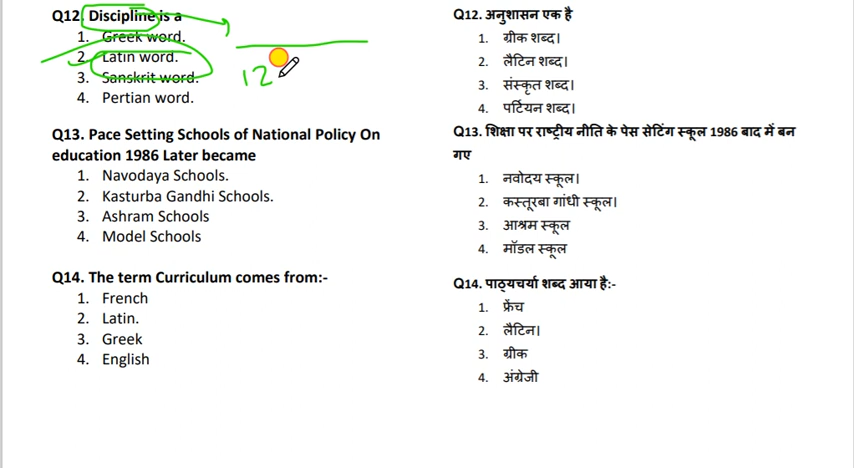 Q12. Discipline is a
1. Greek word.
2. Latin word.
3. Sanskrit word.
4. Pertian word.
12
Q13. Pace Setting Schools of National Policy On
education 1986 Later became
1. Navodaya Schools.
2. Kasturba Gandhi Schools.
3. Ashram Schools
4. Model Schools
Q14. The term Curriculum comes from:-
1. French
2. Latin.
3. Greek
4. English
Q12. अनुशासन एक है
1. ग्रीक शब्द।
2. लैटिन शब्द।
3. संस्कृत शब्द।
4. पर्टियन शब्द।
Q13. शिक्षा पर राष्ट्रीय नीति के पेस सेटिंग स्कूल 1986 बाद में बन
गए
1. नवोदय स्कूल।
2. कस्तूरबा गांधी स्कूल।
3. आश्रम स्कूल
4. मॉडल स्कूल
Q14. पाठ्यचर्या शब्द आया है:-
1. फ्रेंच
2. लैटिन।
3. ग्रीक
4. अंग्रेजी